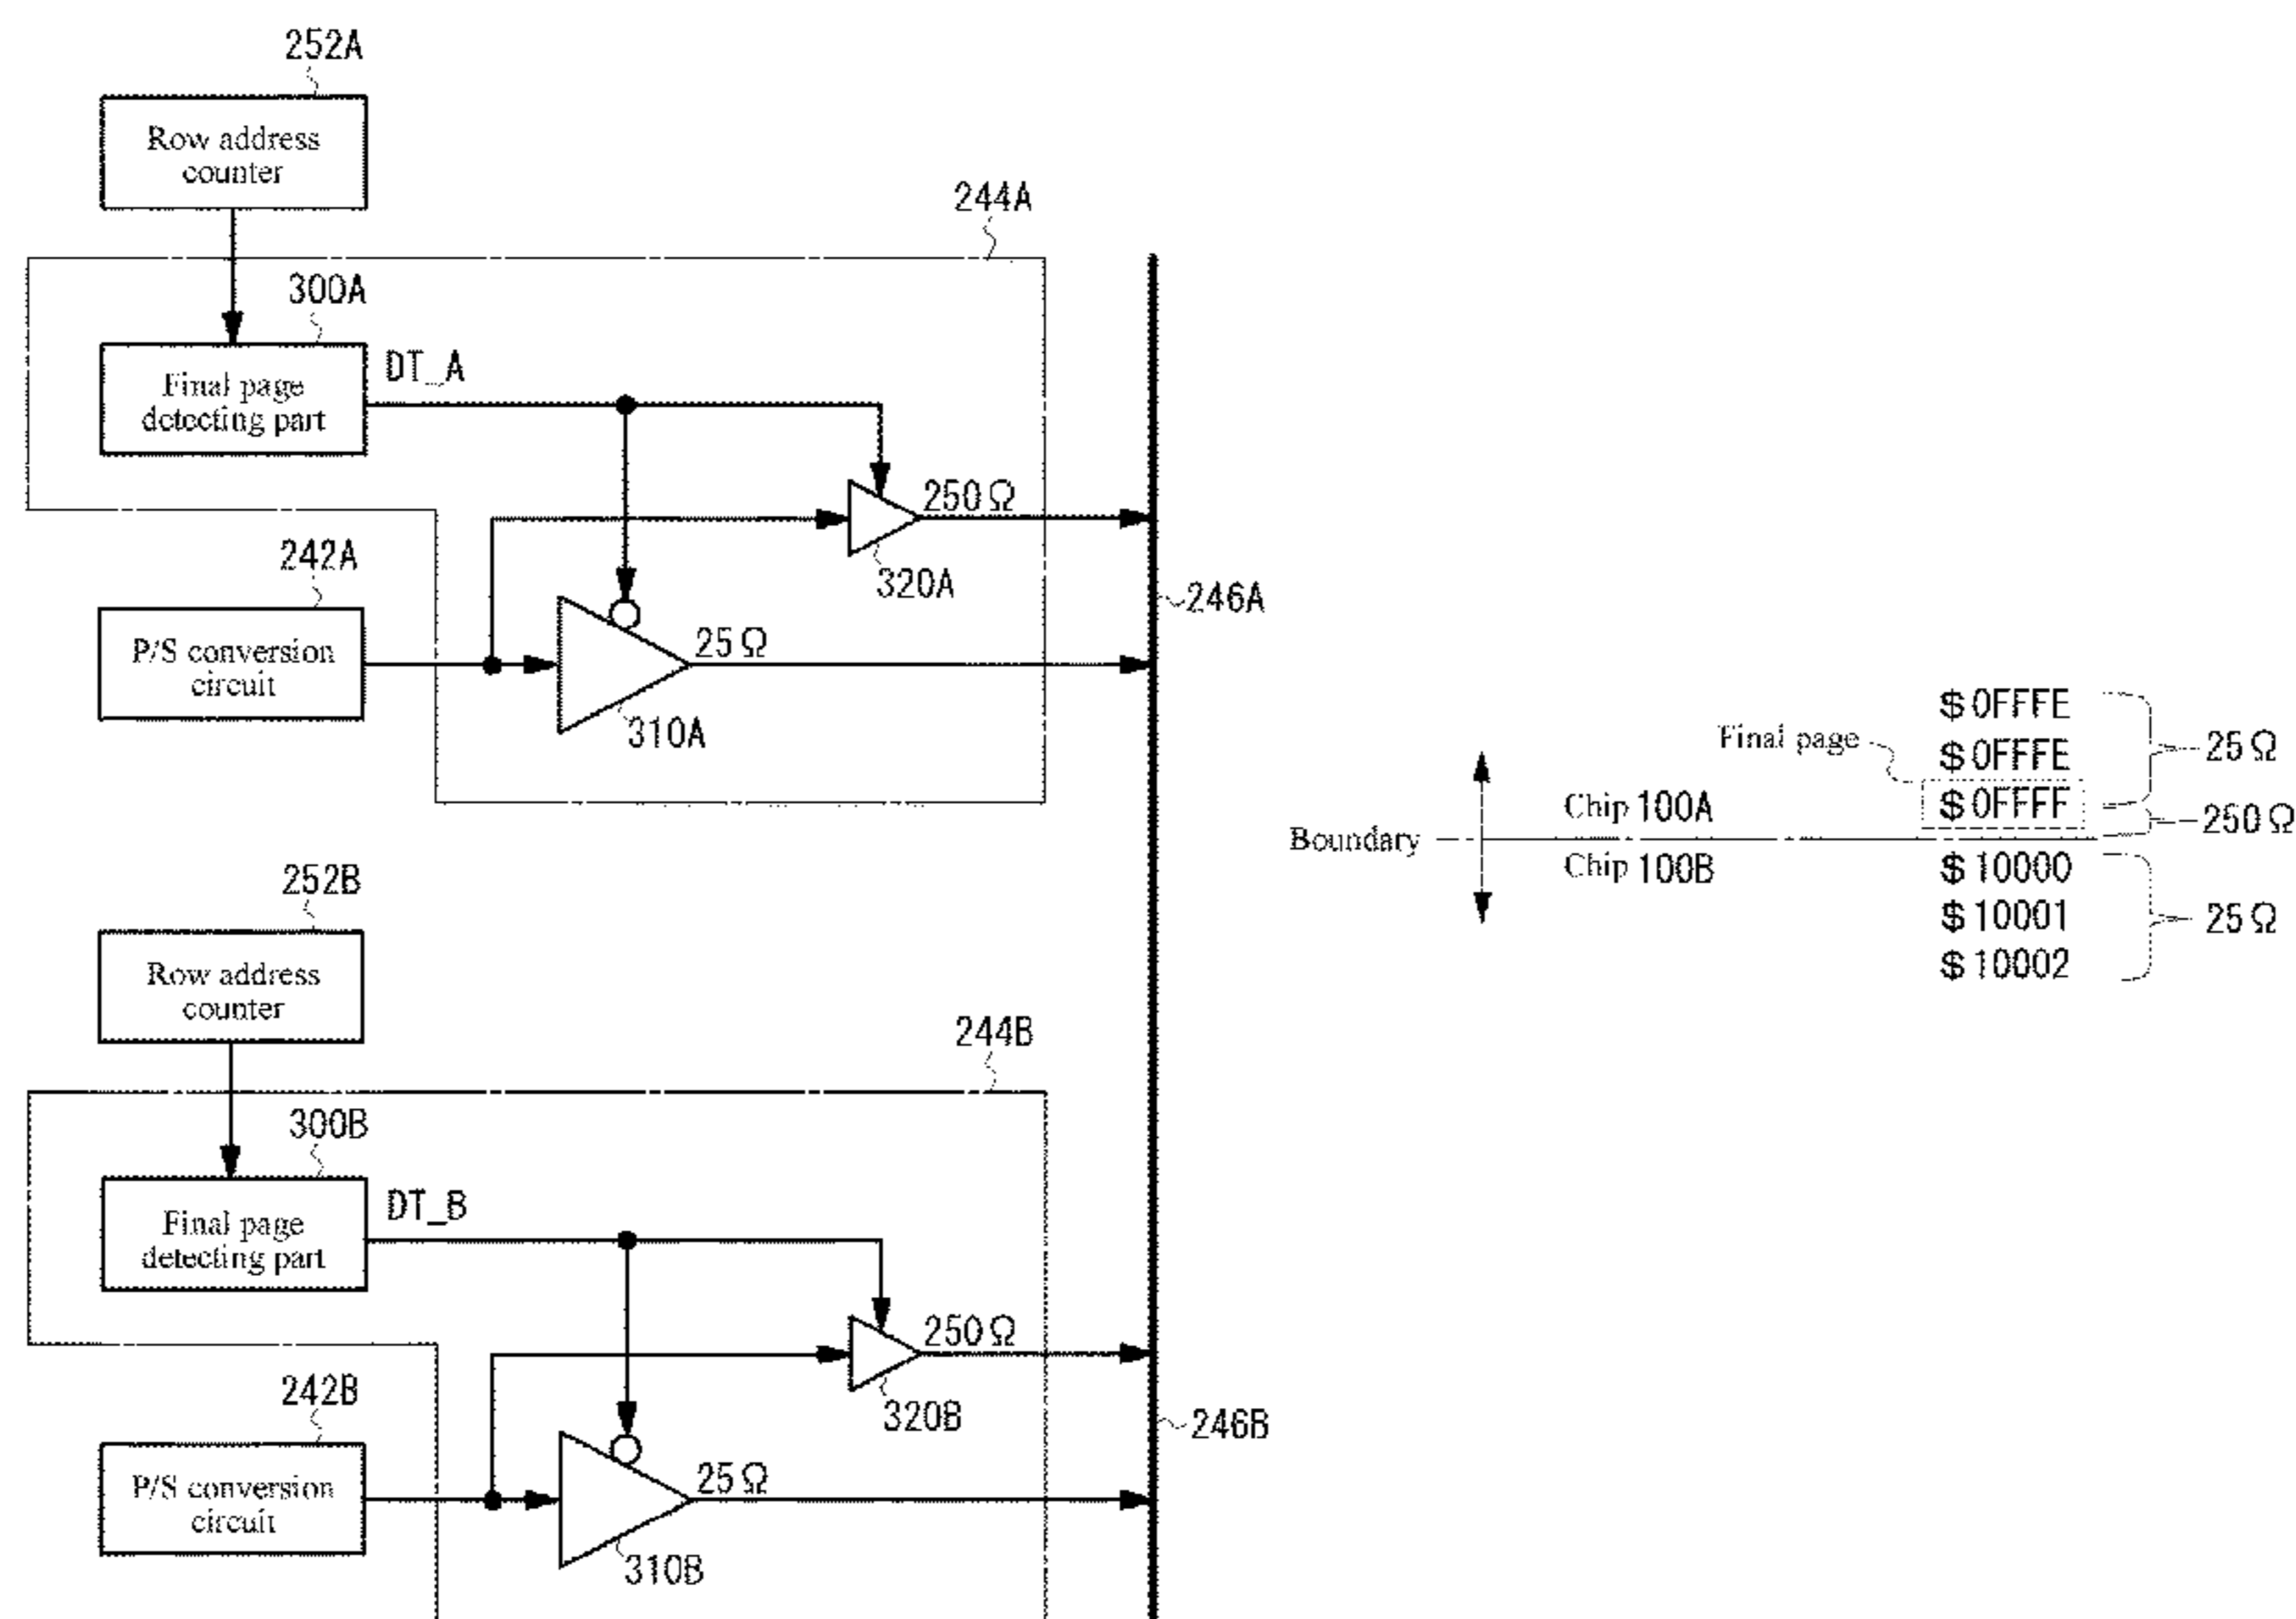 252A
Row address
counter
244A
300A
Final page
detecting part
DT_A
250Ω
320A
242A
P/S conversion
circuit
25Ω
310A
246A
252B
Row address
counter
244B
300B
Final page
detecting part
DT_B
250Ω
320B
242B
P/S conversion
circuit
25Ω
310B
246B
$0FFFE
Final page
$0FFFE
25Ω
Chip 100A
$0FFFF
250Ω
Boundary
Chip 100B
$10000
$10001
25Ω
$10002